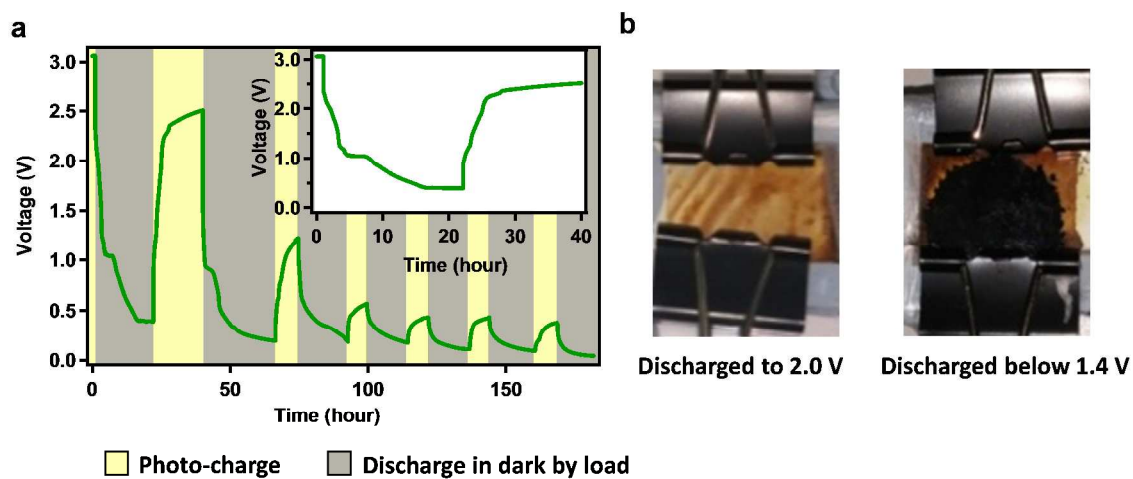 a
b
3.0
2.5
2.0
1.5
1.0
0.5
0.0
Voltage (V)
0
50
100
150
Time (hour)
3.0
2.0
1.0
0.0
Voltage (V)
0
10
20
30
40
Time (hour)
Photo-charge
Discharge in dark by load
Discharged to 2.0 V
Discharged below 1.4 V